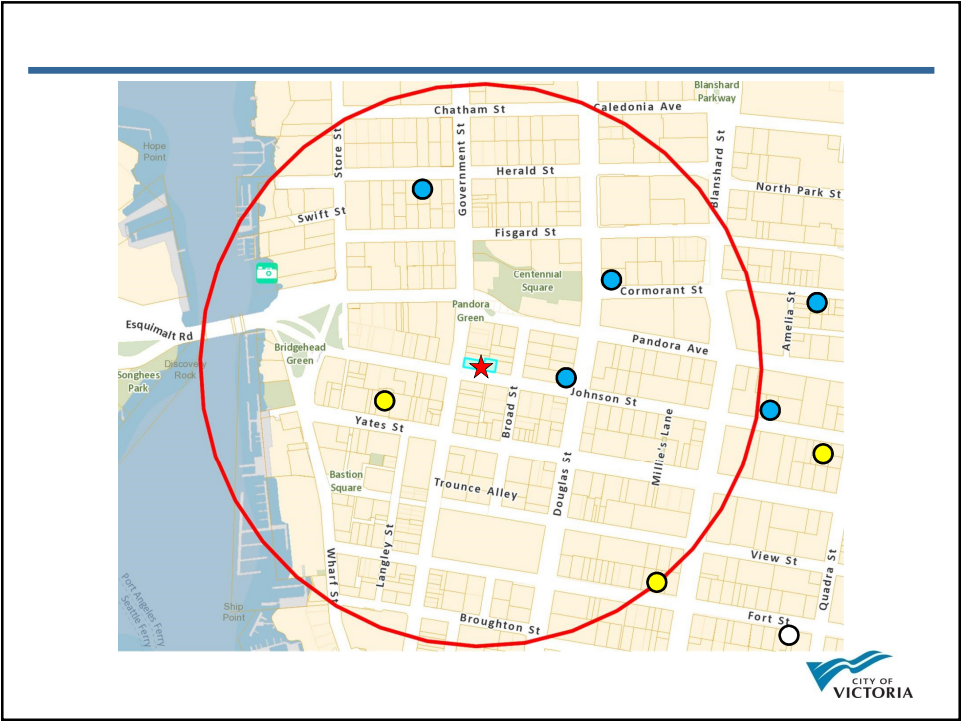 Blanshard
Parkway
Chatham St
Caledonia Ave
Hope
Point
Store St
Government St
Blanshard St
Herald St
North Park St
Swift St
Fisgard St
Centennial
Square
Cormorant St
Amelia St
Pandora
Green
Esquimalt Rd
Pandora Ave
Bridgehead
Green
Discovery
Rock
Songhees
Park
Johnson St
Broad St
Yates St
Millie's Lane
Bastion
Square
Trounce Alley
Douglas St
Langley St
Wharf St
View St
Quadra St
Port Angeles Ferry
Seattle Ferry
Ship
Point
Fort St
Broughton St
CITY OF
VICTORIA